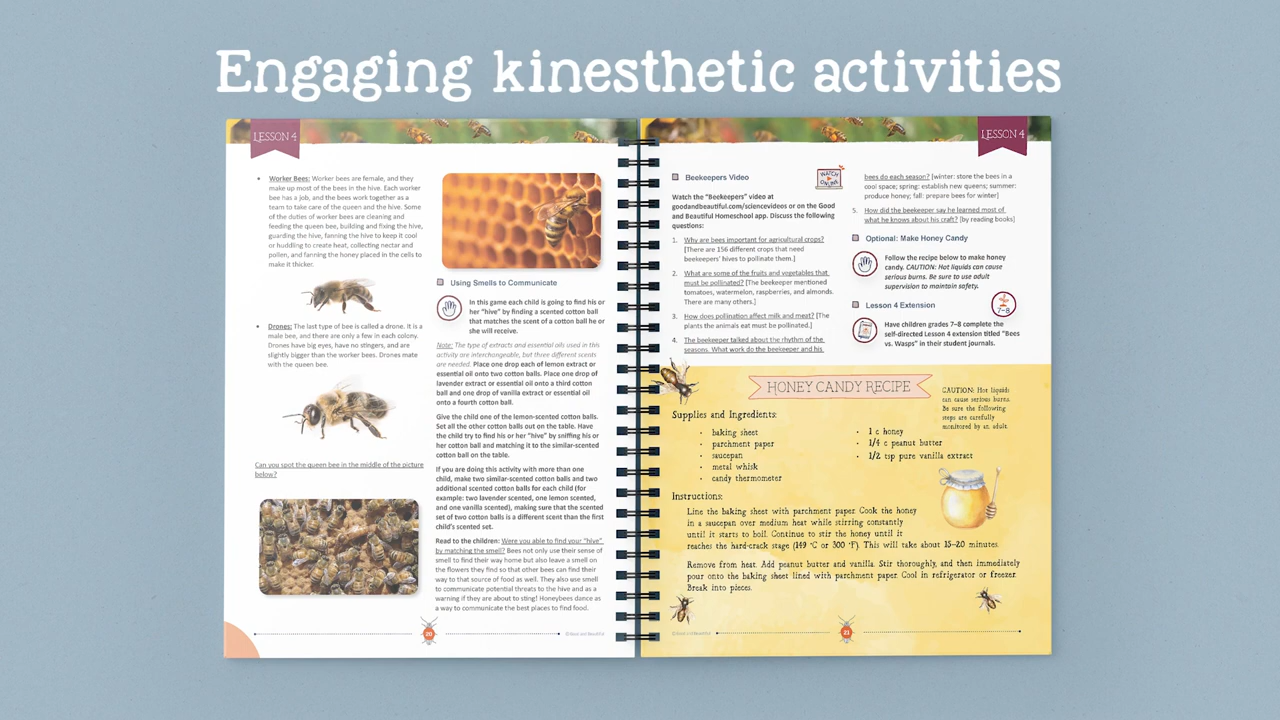 Engaging kinesthetic activities
LESSON 4
Worker Bees: Worker bees are female, and they
make up most of the bees in the hive. Each worker
bee has a job, and the bees work together as a
team to take care of the queen and the hive. Some
of the duties of worker bees are cleaning and
feeding the queen bee, building and fixing the hive,
guarding the hive, fanning the hive to keep it cool
or huddling to create heat, collecting nectar and
pollen, and fanning the honey placed in the cells to
make it thicker.
• Drones: The last type of bee is called a drone. It is a
male bee, and there are only a few in each colony.
Drones have big eyes, have no stingers, and are
slightly bigger than the worker bees. Drones mate
with the queen bee.
Can you spot the queen bee in the middle of the picture
below?
Using Smells to Communicate
In this game each child is going to find his or
her "hive" by finding a scented cotton ball
that matches the scent of a cotton ball he or
she will receive.
Note: The type of extracts and essential oils used in this
activity are interchangeable, but three different scents
are needed. Place one drop each of lemon extract or
essential oil onto two cotton balls. Place one drop of
lavender extract or essential oil onto a third cotton
ball and one drop of vanilla extract or essential oil
onto a fourth cotton ball.
Give the child one of the lemon-scented cotton balls.
Set all the other cotton balls out on the table. Have
the child try to find his or her "hive" by sniffing his or
her cotton ball and matching it to the similar-scented
cotton ball on the table.
If you are doing this activity with more than one
child, make two similar-scented cotton balls and two
additional scented cotton balls for each child (for
example: two lavender scented, one lemon scented,
and one vanilla scented), making sure that the scented
set of two cotton balls is a different scent than the first
child's scented set.
Read to the children: Were you able to find your "hive"
by matching the smell? Bees not only use their sense of
smell to find their way home but also leave a smell on
the flowers they find so that other bees can find their
way to that source of food as well. They also use smell
to communicate potential threats to the hive and as a
warning if they are about to sting! Honeybees dance as
a way to communicate the best places to find food.
20
LESSON 4
Beekeepers Video
WATCH
ONLINE
Watch the "Beekeepers" video at
goodandbeautiful.com/sciencevideos or on the Good
and Beautiful Homeschool app. Discuss the following
questions:
1. Why are bees important for agricultural crops?
[There are 156 different crops that need
beekeepers' hives to pollinate them.]
2. What are some of the fruits and vegetables that
must be pollinated? [The beekeeper mentioned
tomatoes, watermelon, raspberries, and almonds.
There are many others.]
3. How does pollination affect milk and meat? [The
plants the animals eat must be pollinated.]
4. The beekeeper talked about the rhythm of the
seasons. What work do the beekeeper and his
bees do each season? [winter: store the bees in a
cool space; spring: establish new queens; summer:
produce honey; fall: prepare bees for winter]
5. How did the beekeeper say he learned most of
what he knows about his craft? [by reading books]
Optional: Make Honey Candy
Follow the recipe below to make honey
candy. CAUTION: Hot liquids can cause
serious burns. Be sure to use adult
supervision to maintain safety.
Lesson 4 Extension
7–8
Have children grades 7–8 complete the
self-directed Lesson 4 extension titled "Bees
vs. Wasps" in their student journals.
HONEY CANDY RECIPE
CAUTION: Hot liquids
can cause serious burns.
Be sure the following
steps are carefully
monitored by an adult.
Supplies and Ingredients:
• baking sheet
• parchment paper
• saucepan
• metal whisk
• candy thermometer
• 1 c honey
• 1/4 c peanut butter
• 1/2 tsp pure vanilla extract
Instructions:
Line the baking sheet with parchment paper. Cook the honey
in a saucepan over medium heat while stirring constantly
until it starts to boil. Continue to stir the honey until it
reaches the hard-crack stage (149 °C or 300 °F). This will take about 15–20 minutes.
Remove from heat. Add peanut butter and vanilla. Stir thoroughly, and then immediately
pour onto the baking sheet lined with parchment paper. Cool in refrigerator or freezer.
Break into pieces.
21